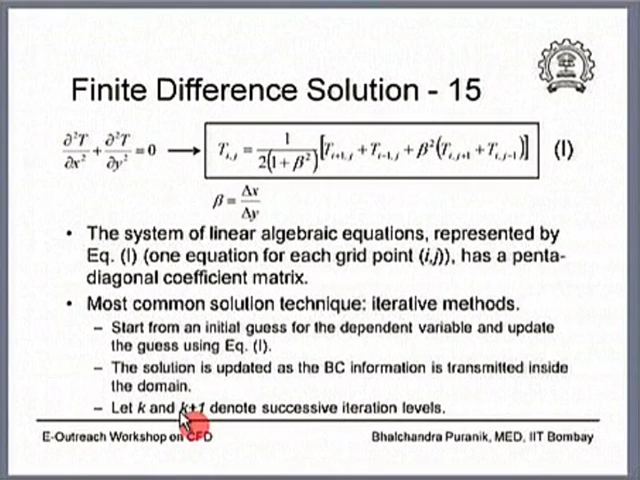 Finite Difference Solution - 15
∂²T/∂x² + ∂²T/∂y² = 0 → T_{i,j} = 1/(2(1+β²)) [T_{i+1,j} + T_{i-1,j} + β²(T_{i,j+1} + T_{i,j-1})] (I)
β = Δx/Δy
• The system of linear algebraic equations, represented by
Eq. (I) (one equation for each grid point (i,j)), has a penta-
diagonal coefficient matrix.
• Most common solution technique: iterative methods.
– Start from an initial guess for the dependent variable and update
the guess using Eq. (I).
– The solution is updated as the BC information is transmitted inside
the domain.
– Let k and k+1 denote successive iteration levels.
E-Outreach Workshop on CFD Bhalchandra Puranik, MED, IIT Bombay